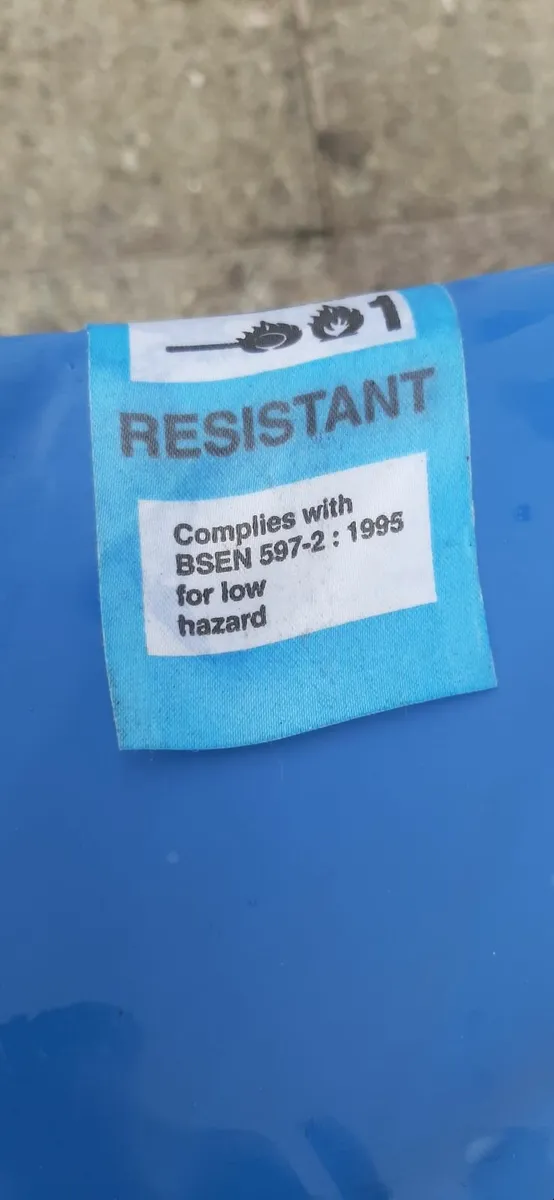 1
RESISTANT
Complies with
BSEN 597-2 : 1995
for low
hazard